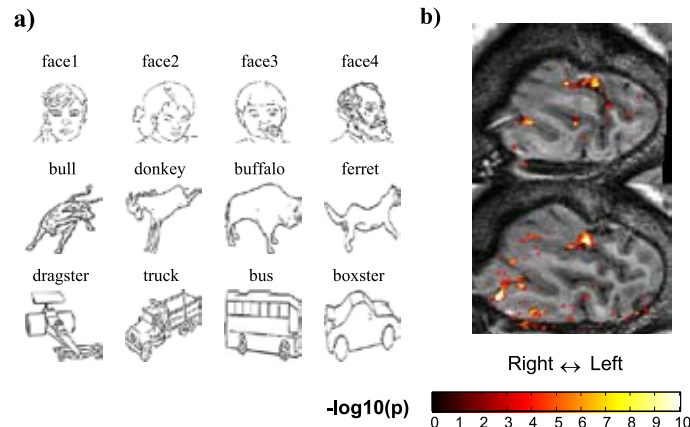 a)
face1 face2 face3 face4
bull donkey buffalo ferret
dragster truck bus boxster
b)
Right ↔ Left
-log10(p)
0 1 2 3 4 5 6 7 8 9 10